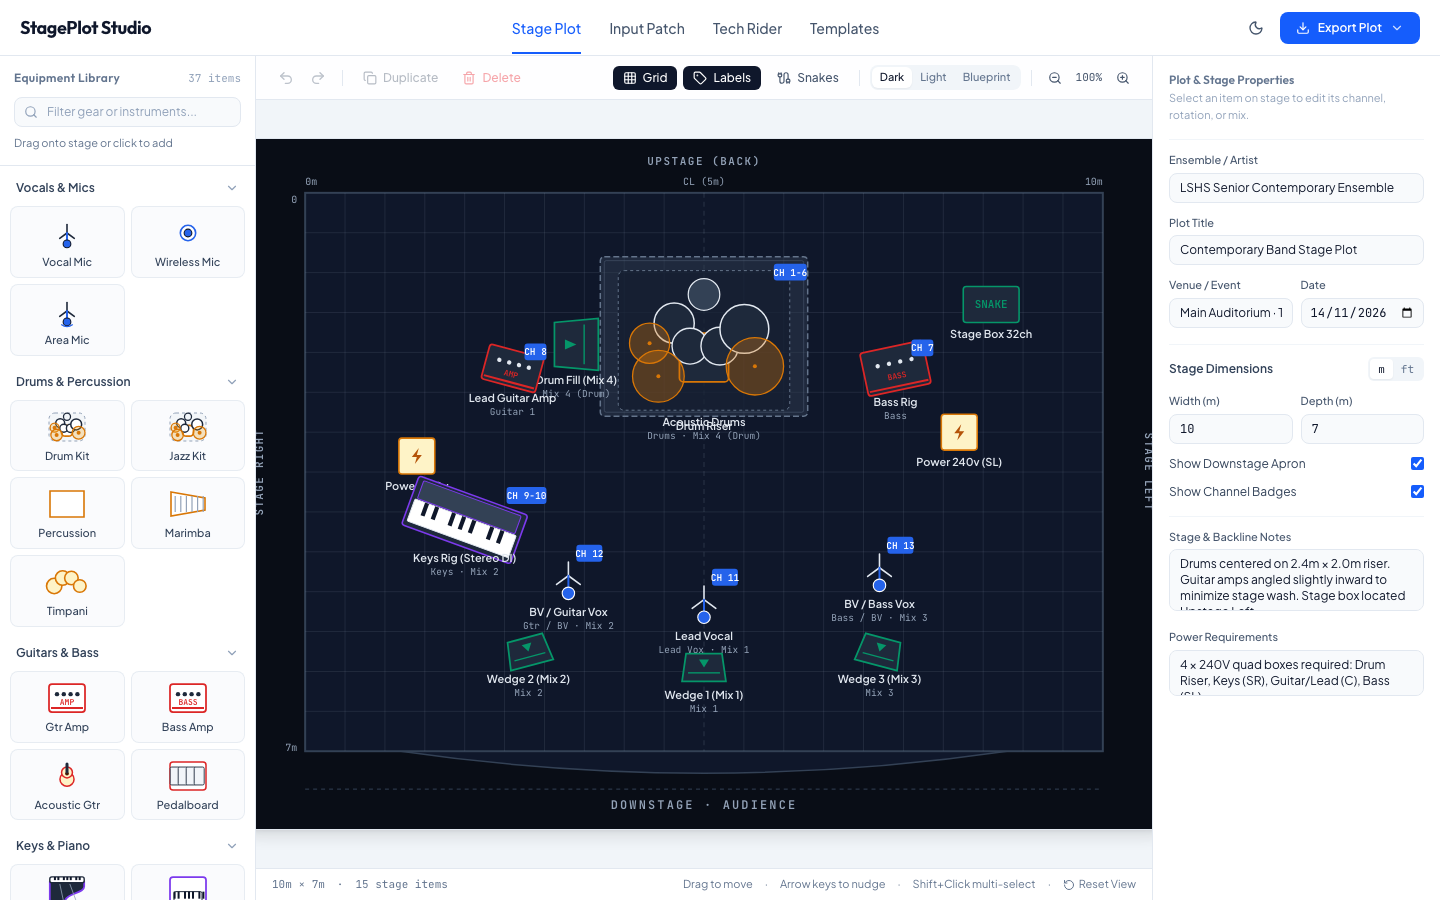 StagePlot Studio
Stage Plot
Input Patch
Tech Rider
Templates
Export Plot
Equipment Library
37 items
Filter gear or instruments...
Drag onto stage or click to add
Vocals & Mics
Vocal Mic
Wireless Mic
Area Mic
Drums & Percussion
Drum Kit
Jazz Kit
Percussion
Marimba
Timpani
Guitars & Bass
AMP
Gtr Amp
BASS
Bass Amp
Acoustic Gtr
Pedalboard
Keys & Piano
Duplicate
Delete
Grid
Labels
Snakes
Dark
Light
Blueprint
100%
UPSTAGE (BACK)
0m
CL (5m)
10m
0
CH 1-6
SNAKE
Stage Box 32ch
CH 8
AMP
Drum Fill (Mix 4)
Mix 4 (Drum)
Lead Guitar Amp
Guitar 1
CH 7
BASS
Bass Rig
Bass
Acoustic Drums
Drum Riser
Drums · Mix 4 (Drum)
STAGE RIGHT
STAGE LEFT
Power 240v (SL)
CH 9-10
Keys Rig (Stereo DI)
Keys · Mix 2
CH 12
BV / Guitar Vox
Gtr / BV · Mix 2
CH 11
Lead Vocal
Lead Vox · Mix 1
CH 13
BV / Bass Vox
Bass / BV · Mix 3
Wedge 2 (Mix 2)
Mix 2
Wedge 1 (Mix 1)
Mix 1
Wedge 3 (Mix 3)
Mix 3
7m
DOWNSTAGE · AUDIENCE
10m × 7m · 15 stage items
Drag to move · Arrow keys to nudge · Shift+Click multi-select · Reset View
Plot & Stage Properties
Select an item on stage to edit its channel,
rotation, or mix.
Ensemble / Artist
LSHS Senior Contemporary Ensemble
Plot Title
Contemporary Band Stage Plot
Venue / Event
Date
Main Auditorium · T
14/11/2026
Stage Dimensions
m
ft
Width (m)
Depth (m)
10
7
Show Downstage Apron
Show Channel Badges
Stage & Backline Notes
Drums centered on 2.4m × 2.0m riser.
Guitar amps angled slightly inward to
minimize stage wash. Stage box located
Upstage Left
Power Requirements
4 x 240V quad boxes required: Drum
Riser, Keys (SR), Guitar/Lead (C), Bass
(SL)